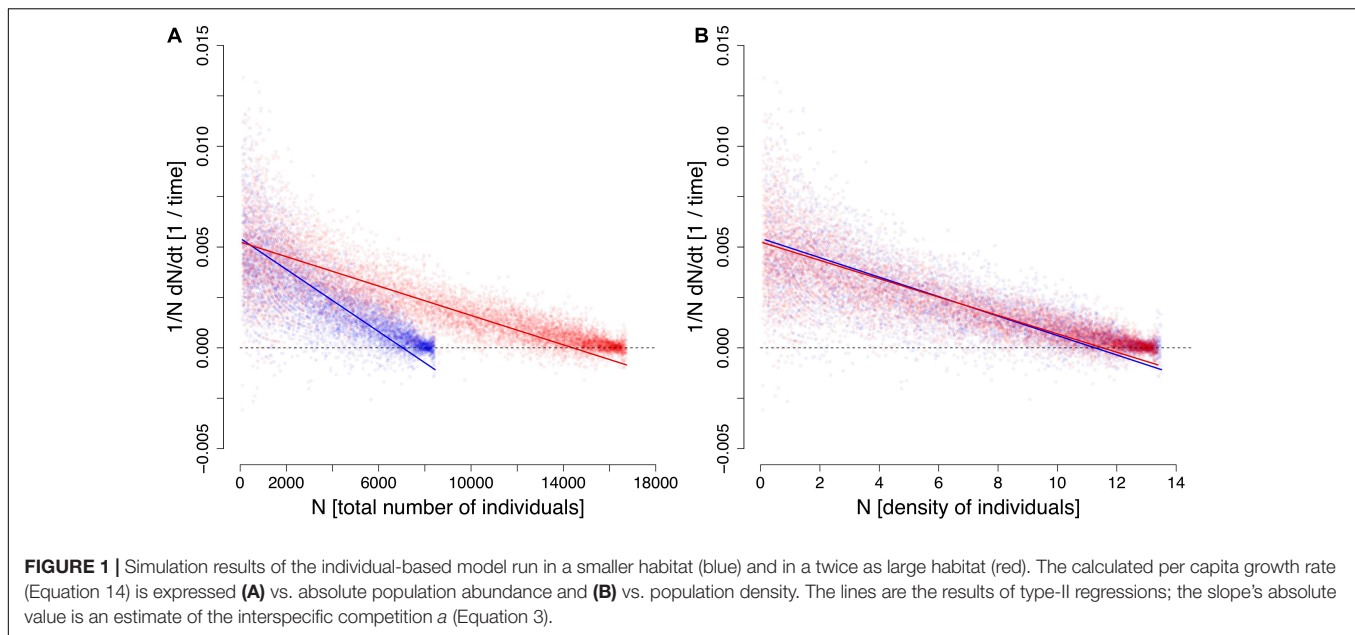 A
0.015
0.010
0.005
0.000
−0.005
1/N dN/dt [1 / time]
0 2000 6000 10000 14000 18000
N [total number of individuals]
B
0.015
0.010
0.005
0.000
−0.005
1/N dN/dt [1 / time]
0 2 4 6 8 10 12 14
N [density of individuals]
FIGURE 1 | Simulation results of the individual-based model run in a smaller habitat (blue) and in a twice as large habitat (red). The calculated per capita growth rate
(Equation 14) is expressed (A) vs. absolute population abundance and (B) vs. population density. The lines are the results of type-II regressions; the slope's absolute
value is an estimate of the interspecific competition a (Equation 3).